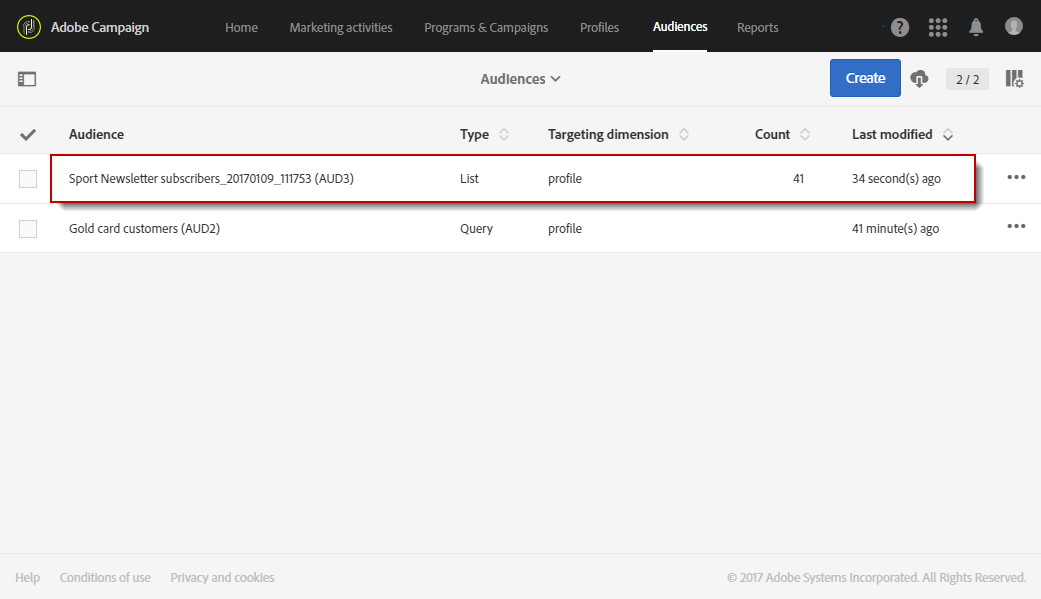 Adobe Campaign Home Marketing activities Programs & Campaigns Profiles Audiences Reports ?
Audiences Create 2 / 2
Audience Type Targeting dimension Count Last modified
Sport Newsletter subscribers_20170109_111753 (AUD3) List profile 41 34 second(s) ago
Gold card customers (AUD2) Query profile 41 minute(s) ago
Help Conditions of use Privacy and cookies © 2017 Adobe Systems Incorporated. All Rights Reserved.